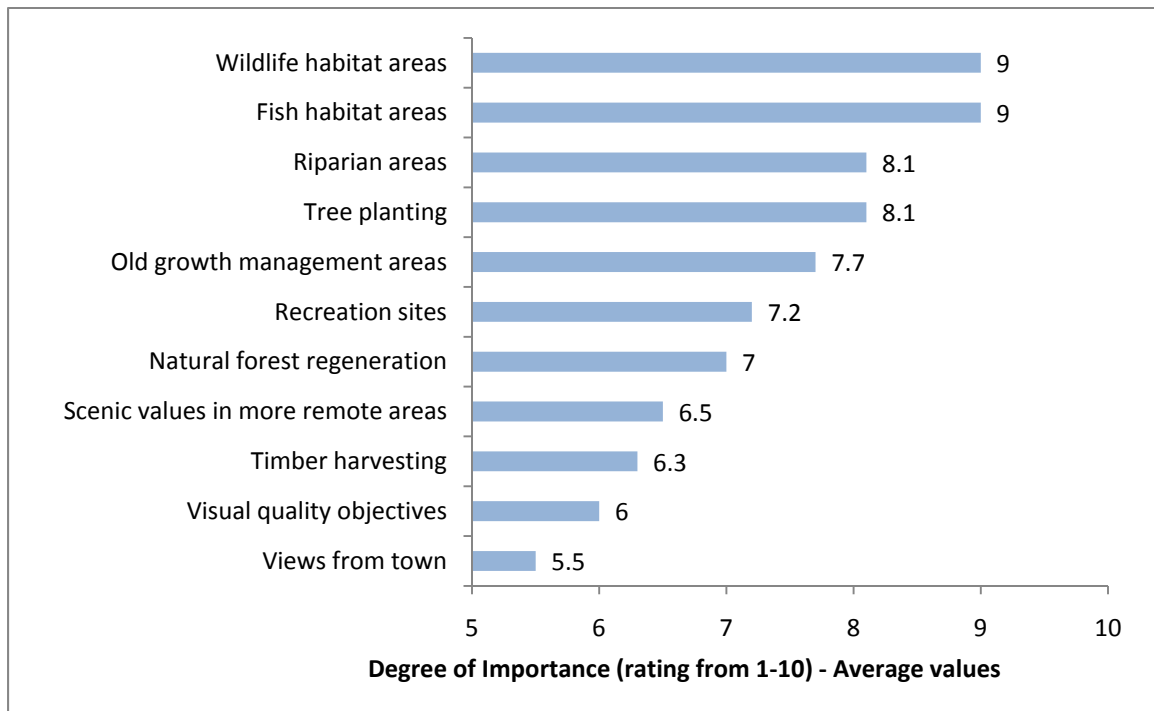 Wildlife habitat areas 9
Fish habitat areas 9
Riparian areas 8.1
Tree planting 8.1
Old growth management areas 7.7
Recreation sites 7.2
Natural forest regeneration 7
Scenic values in more remote areas 6.5
Timber harvesting 6.3
Visual quality objectives 6
Views from town 5.5
5 6 7 8 9 10
Degree of Importance (rating from 1-10) - Average values